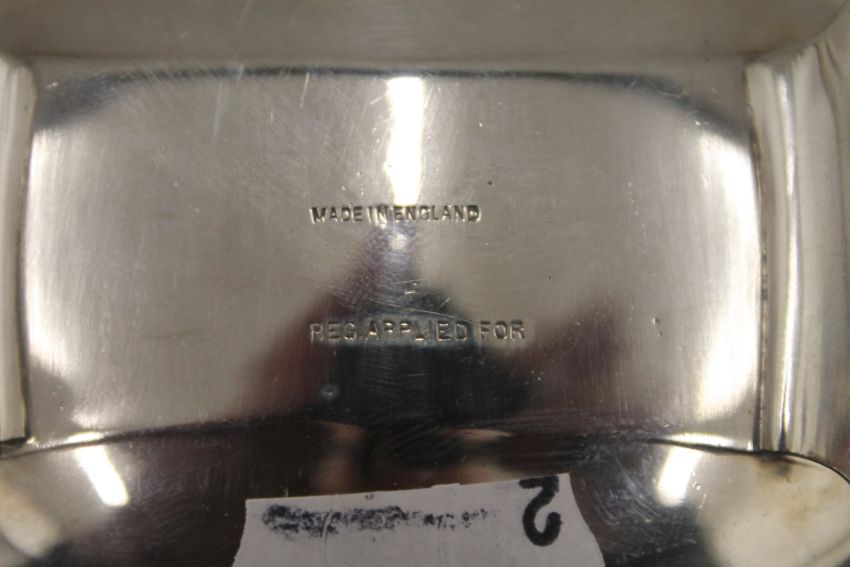 MADE IN ENGLAND
REG. APPLIED FOR
2